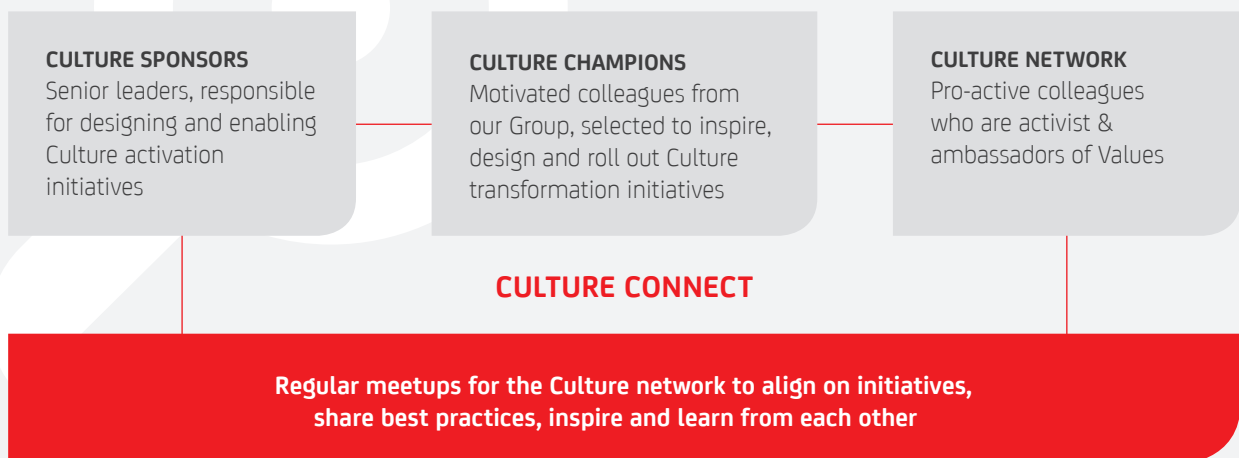 CULTURE SPONSORS
Senior leaders, responsible
for designing and enabling
Culture activation
initiatives
CULTURE CHAMPIONS
Motivated colleagues from
our Group, selected to inspire,
design and roll out Culture
transformation initiatives
CULTURE NETWORK
Pro-active colleagues
who are activist &
ambassadors of Values
CULTURE CONNECT
Regular meetups for the Culture network to align on initiatives,
share best practices, inspire and learn from each other